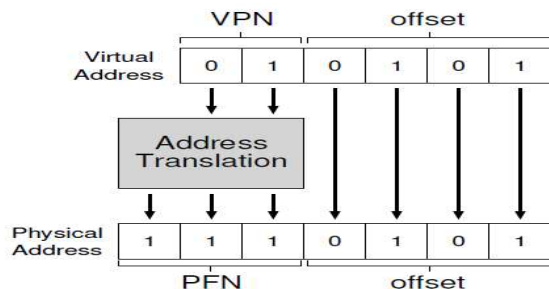 VPN offset
Virtual Address 0 1 0 1 0 1
Address Translation
Physical Address 1 1 1 0 1 0 1
PFN offset